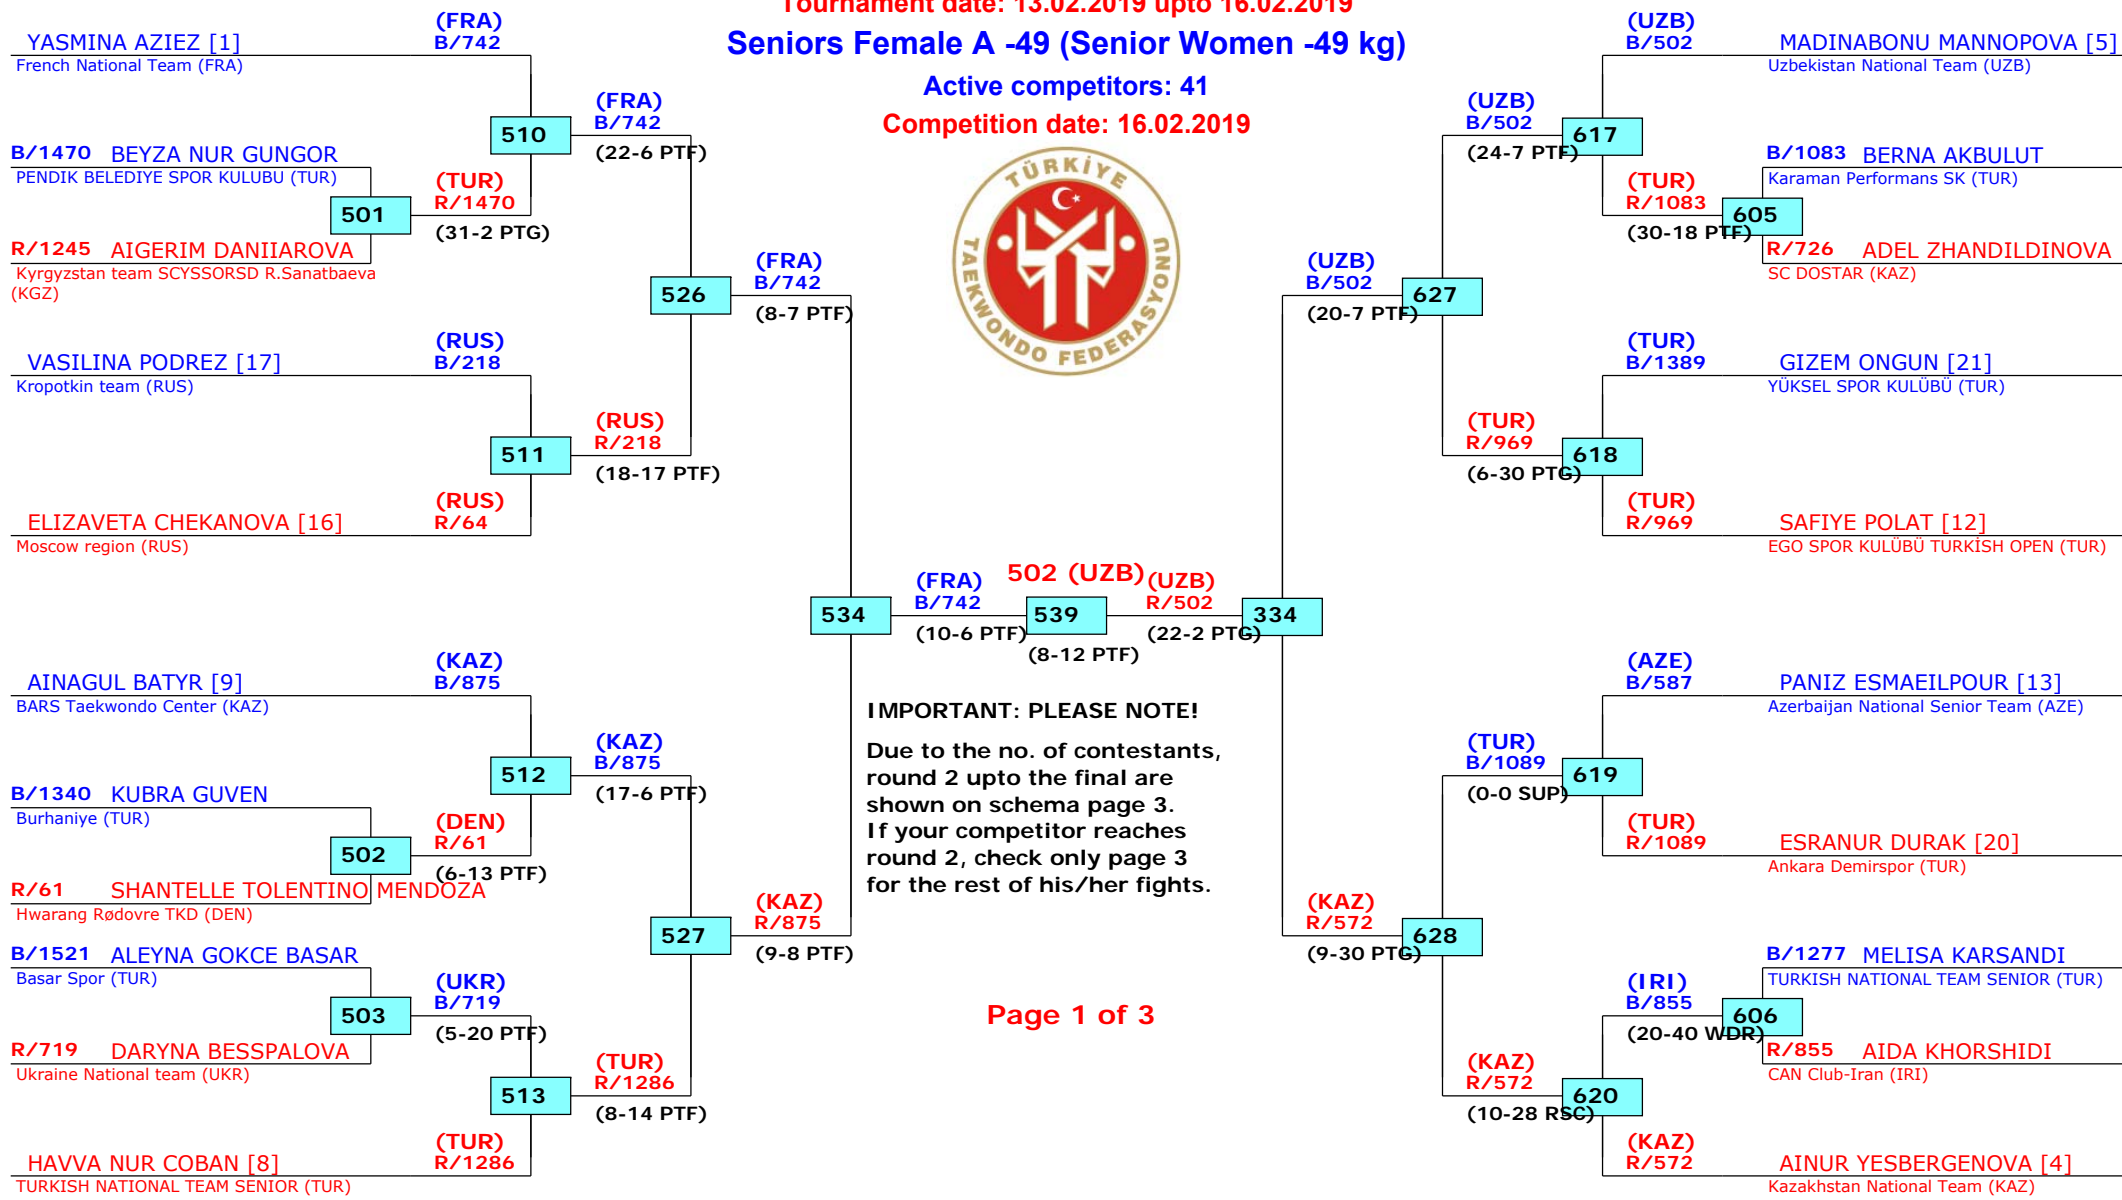 Tournament date: 13.02.2019 upto 16.02.2019
Seniors Female A -49 (Senior Women -49 kg)
Active competitors: 41
Competition date: 16.02.2019
TÜRKİYE
TAEKWONDO FEDERASYONU
(FRA)
YASMINA AZIEZ [1] B/742
French National Team (FRA)
(FRA)
B/742
510
(22-6 PTF)
B/1470 BEYZA NUR GUNGOR
PENDIK BELEDIYE SPOR KULUBU (TUR)
(TUR)
R/1470
501
(31-2 PTG)
R/1245 AIGERIM DANIIAROVA
Kyrgyzstan team SCYSSORSD R.Sanatbaeva
(KGZ)
(FRA)
B/742
526
(8-7 PTF)
(RUS)
VASILINA PODREZ [17] B/218
Kropotkin team (RUS)
(RUS)
R/218
511
(18-17 PTF)
(RUS)
ELIZAVETA CHEKANOVA [16] R/64
Moscow region (RUS)
534
(FRA)
B/742
(10-6 PTF)
502 (UZB)
539
(8-12 PTF)
(UZB)
R/502
(22-2 PTG)
334
(KAZ)
AINAGUL BATYR [9] B/875
BARS Taekwondo Center (KAZ)
(KAZ)
B/875
512
(17-6 PTF)
B/1340 KUBRA GUVEN
Burhaniye (TUR)
(DEN)
R/61
502
(6-13 PTF)
R/61 SHANTELLE TOLENTINO MENDOZA
Hwarang Rødovre TKD (DEN)
(KAZ)
R/875
527
(9-8 PTF)
B/1521 ALEYNA GOKCE BASAR
Basar Spor (TUR)
(UKR)
B/719
503
(5-20 PTF)
R/719 DARYNA BESSPALOVA
Ukraine National team (UKR)
(TUR)
R/1286
513
(8-14 PTF)
(TUR)
HAVVA NUR COBAN [8] R/1286
TURKISH NATIONAL TEAM SENIOR (TUR)
IMPORTANT: PLEASE NOTE!
Due to the no. of contestants,
round 2 upto the final are
shown on schema page 3.
If your competitor reaches
round 2, check only page 3
for the rest of his/her fights.
Page 1 of 3
(UZB)
B/502 MADINABONU MANNOPOVA [5]
Uzbekistan National Team (UZB)
(UZB)
B/502
617
(24-7 PTF)
B/1083 BERNA AKBULUT
Karaman Performans SK (TUR)
(TUR)
R/1083
605
(30-18 PTF)
R/726 ADEL ZHANDILDINOVA
SC DOSTAR (KAZ)
(UZB)
B/502
627
(20-7 PTF)
(TUR)
B/1389 GIZEM ONGUN [21]
YÜKSEL SPOR KULÜBÜ (TUR)
(TUR)
R/969
618
(6-30 PTG)
(TUR)
R/969 SAFIYE POLAT [12]
EGO SPOR KULÜBÜ TURKİSH OPEN (TUR)
(AZE)
B/587 PANIZ ESMAEILPOUR [13]
Azerbaijan National Senior Team (AZE)
(TUR)
B/1089
619
(0-0 SUP)
(TUR)
R/1089 ESRANUR DURAK [20]
Ankara Demirspor (TUR)
(KAZ)
R/572
628
(9-30 PTG)
B/1277 MELISA KARSANDI
TURKISH NATIONAL TEAM SENIOR (TUR)
(IRI)
B/855
606
(20-40 WDR)
R/855 AIDA KHORSHIDI
CAN Club-Iran (IRI)
(KAZ)
R/572
620
(10-28 RSC)
(KAZ)
R/572 AINUR YESBERGENOVA [4]
Kazakhstan National Team (KAZ)